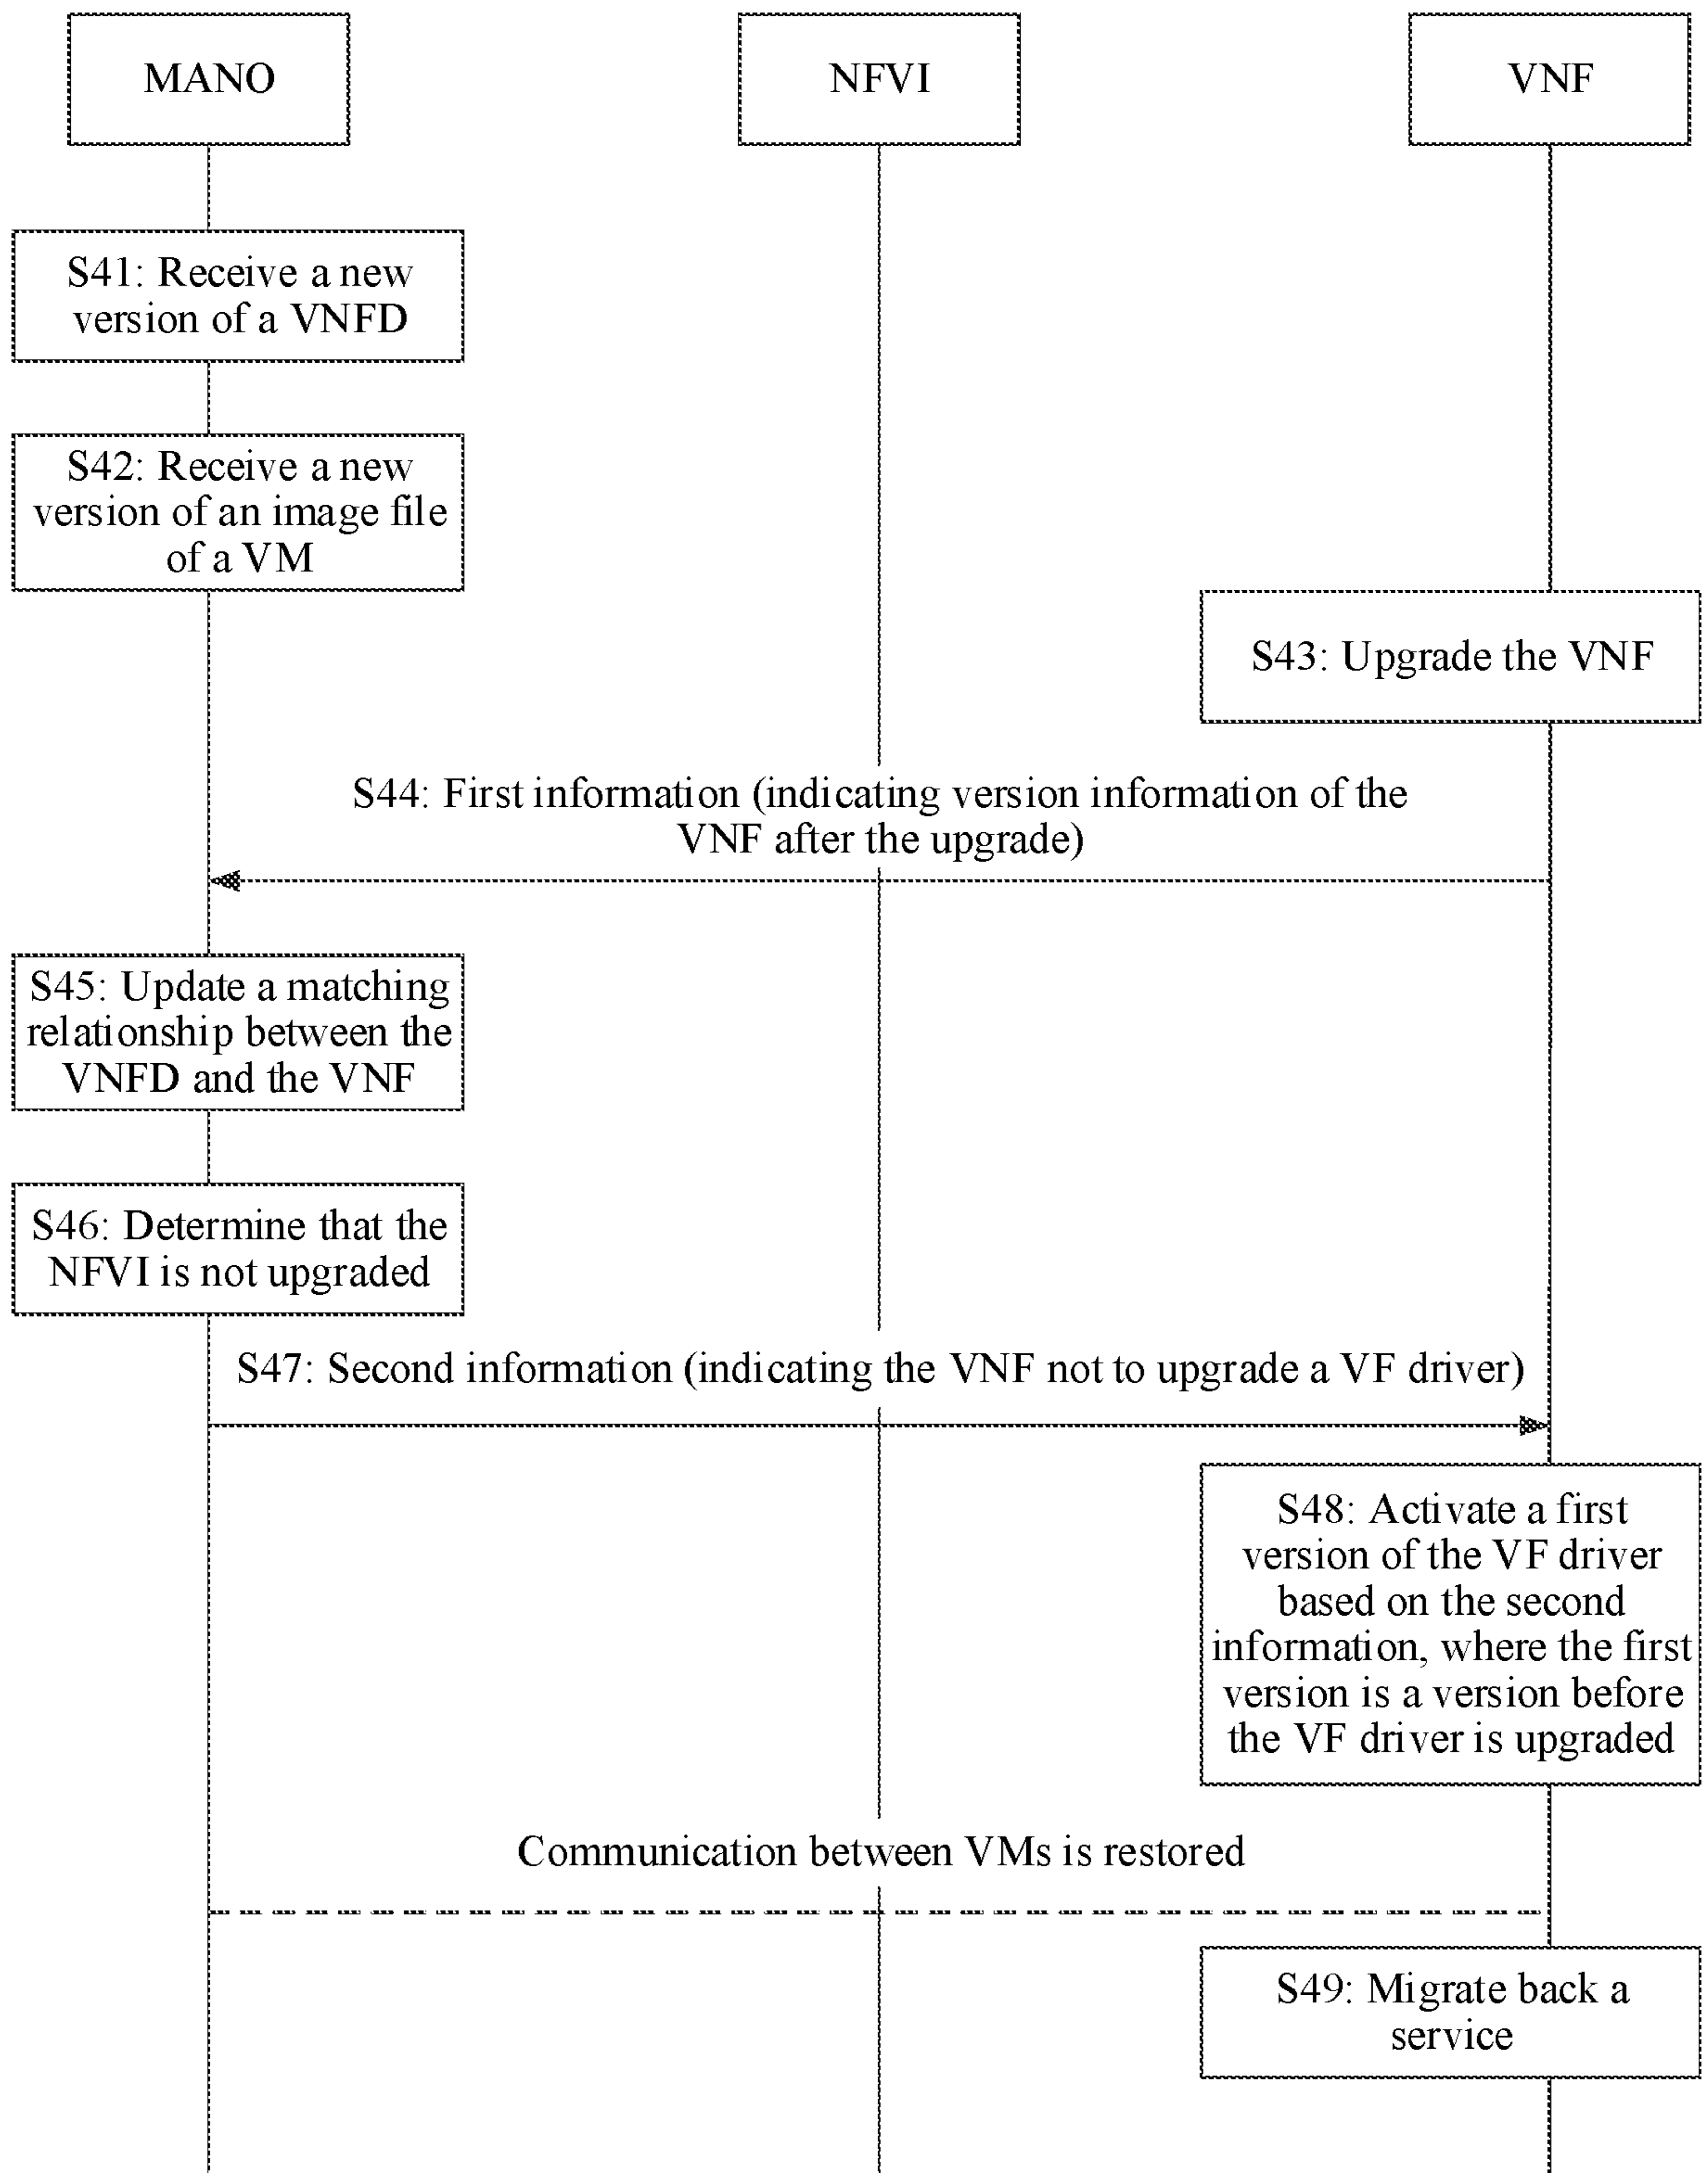 MANO
NFVI
VNF
S41: Receive a new
version of a VNFD
S42: Receive a new
version of an image file
of a VM
S43: Upgrade the VNF
S44: First information (indicating version information of the
VNF after the upgrade)
S45: Update a matching
relationship between the
VNFD and the VNF
S46: Determine that the
NFVI is not upgraded
S47: Second information (indicating the VNF not to upgrade a VF driver)
S48: Activate a first
version of the VF driver
based on the second
information, where the first
version is a version before
the VF driver is upgraded
Communication between VMs is restored
S49: Migrate back a
service